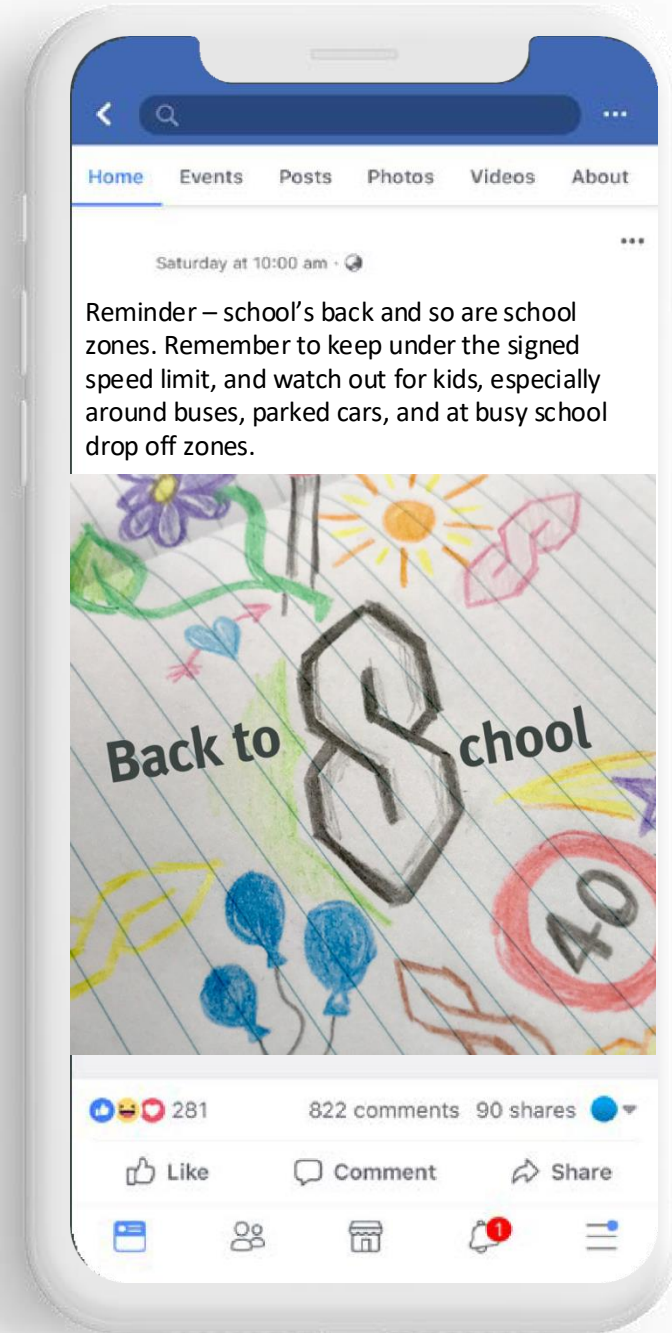 Home Events Posts Photos Videos About
Saturday at 10:00 am ·
Reminder – school's back and so are school
zones. Remember to keep under the signed
speed limit, and watch out for kids, especially
around buses, parked cars, and at busy school
drop off zones.
Back to School
40
281 822 comments 90 shares
Like Comment Share
1